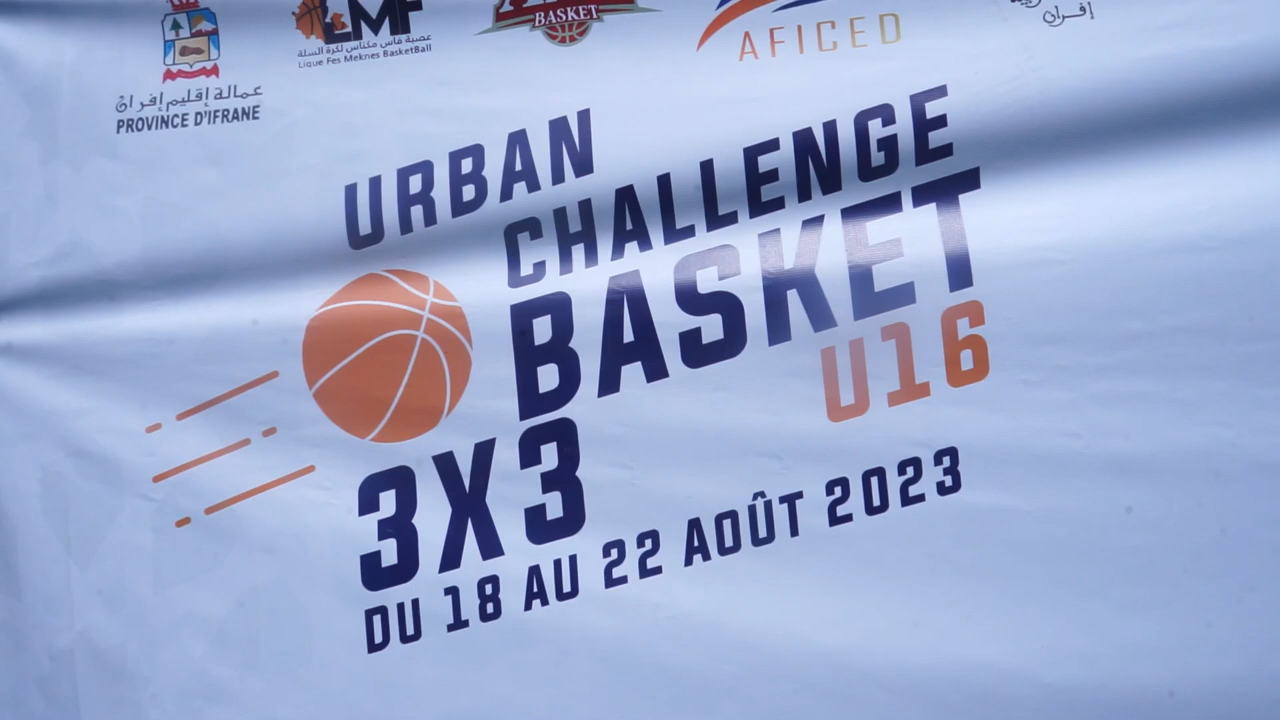 عمالة إقليم إفران
PROVINCE D'IFRANE
LMF
عصبة فاس مكناس لكرة السلة
Ligue Fes Meknes BasketBall
BASKET
AFICED
إفران
URBAN
CHALLENGE
BASKET
U16
3X3
DU 18 AU 22 AOÛT 2023